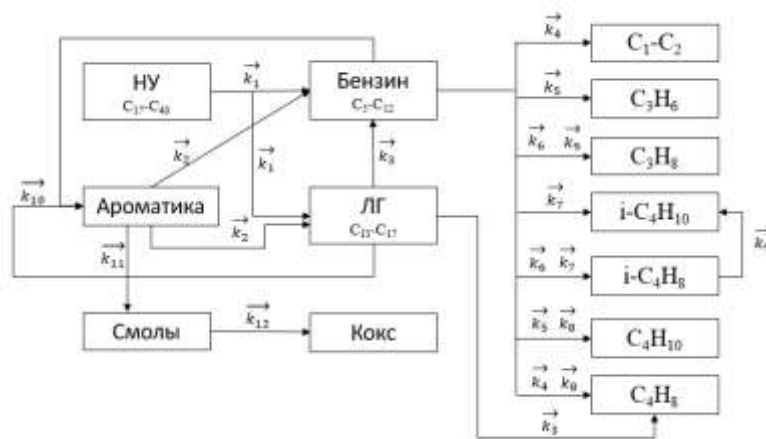 НУ
C₁₇-C₄₀
k₁
Бензин
C₅-C₁₂
k₂
k₁
k₃
k₁₀
Ароматика
k₂
ЛГ
C₁₃-C₁₇
k₁₁
Смолы
k₁₂
Кокс
k₄
C₁-C₂
k₅
C₃H₆
k₆ k₉
C₃H₈
k₇
i-C₄H₁₀
k₆ k₇
i-C₄H₈
k₅ k₈
C₄H₁₀
k₄ k₈
C₄H₈
k₃